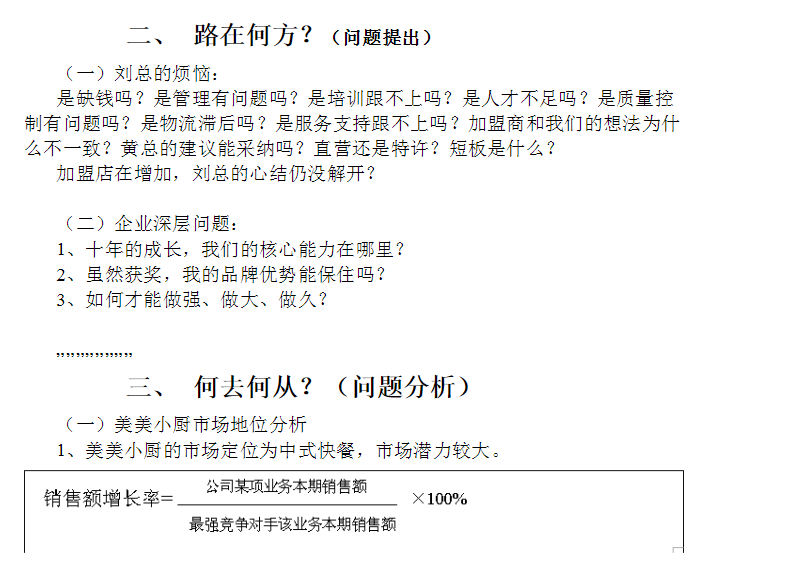 二、 路在何方？（问题提出）
（一）刘总的烦恼：
是缺钱吗？是管理有问题吗？是培训跟不上吗？是人才不足吗？是质量控
制有问题吗？是物流滞后吗？是服务支持跟不上吗？加盟商和我们的想法为什
么不一致？黄总的建议能采纳吗？直营还是特许？短板是什么？
加盟店在增加，刘总的心结仍没解开？
（二）企业深层问题：
1、十年的成长，我们的核心能力在哪里？
2、虽然获奖，我的品牌优势能保住吗？
3、如何才能做强、做大、做久？
””””””””
三、 何去何从？（问题分析）
（一）美美小厨市场地位分析
1、美美小厨的市场定位为中式快餐，市场潜力较大。
公司某项业务本期销售额
销售额增长率= ×100%
最强竞争对手该业务本期销售额